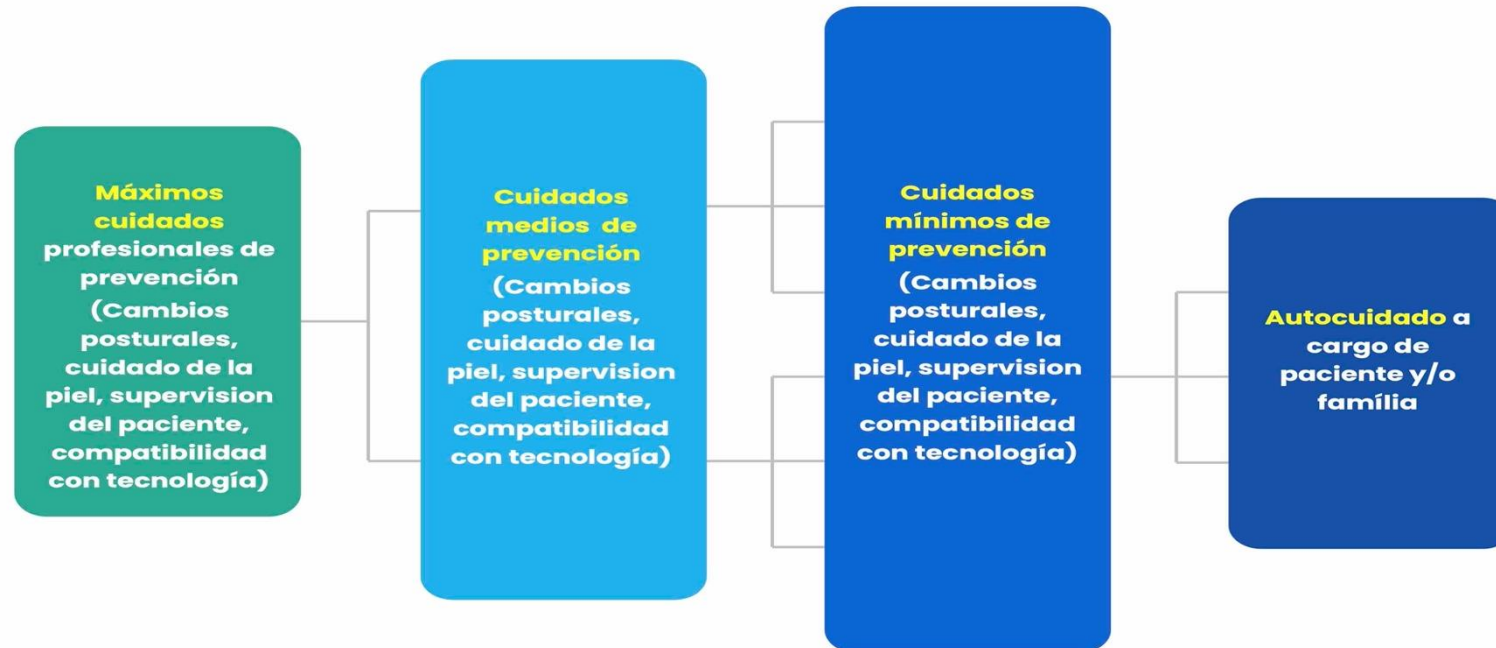 Máximos
cuidados
profesionales de
prevención
(Cambios
posturales,
cuidado de la
piel, supervision
del paciente,
compatibilidad
con tecnología)
Cuidados
medios de
prevención
(Cambios
posturales,
cuidado de la
piel, supervision
del paciente,
compatibilidad
con tecnología)
Cuidados
mínimos de
prevención
(Cambios
posturales,
cuidado de la
piel, supervision
del paciente,
compatibilidad
con tecnología)
Autocuidado a
cargo de
paciente y/o
família